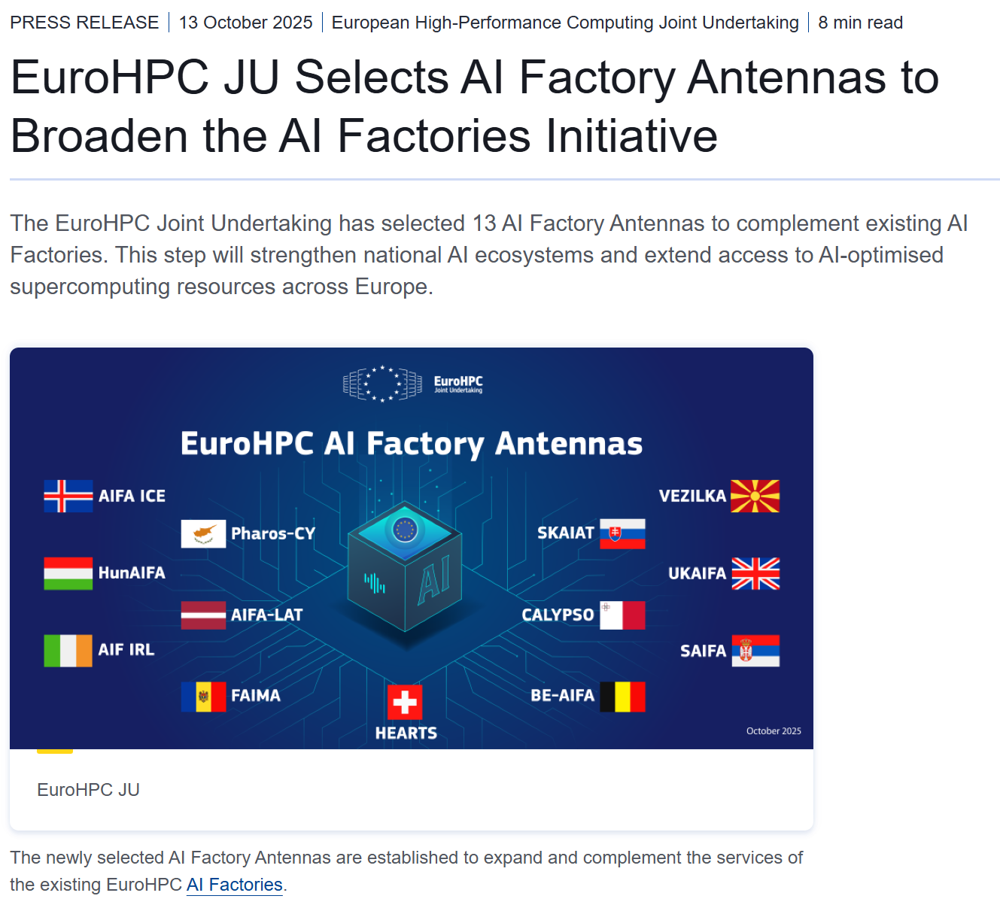 PRESS RELEASE | 13 October 2025 | European High-Performance Computing Joint Undertaking | 8 min read
EuroHPC JU Selects AI Factory Antennas to
Broaden the AI Factories Initiative
The EuroHPC Joint Undertaking has selected 13 AI Factory Antennas to complement existing AI
Factories. This step will strengthen national AI ecosystems and extend access to AI-optimised
supercomputing resources across Europe.
EuroHPC
Joint Undertaking
EuroHPC AI Factory Antennas
AIFA ICE
VEZILKA
Pharos-CY
SKAIAT
HunAIFA
UKAIFA
AI
AIFA-LAT
CALYPSO
AIF IRL
SAIFA
FAIMA
BE-AIFA
HEARTS
October 2025
EuroHPC JU
The newly selected AI Factory Antennas are established to expand and complement the services of
the existing EuroHPC AI Factories.